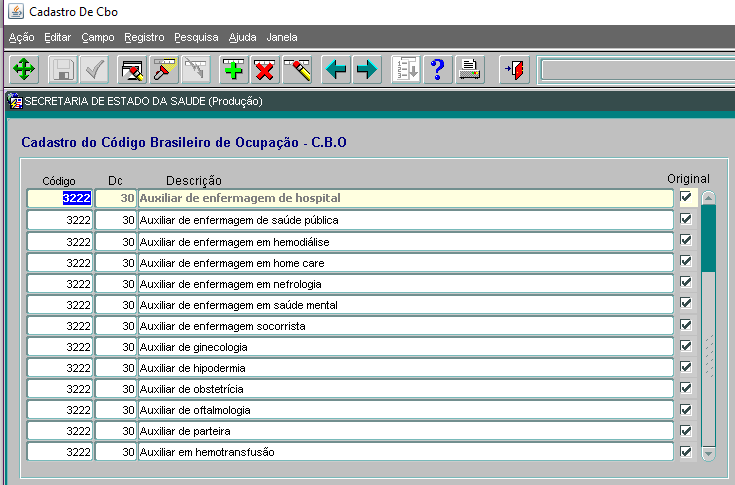 Cadastro De Cbo
Ação Editar Campo Registro Pesquisa Ajuda Janela
SECRETARIA DE ESTADO DA SAUDE (Produção)
Cadastro do Código Brasileiro de Ocupação - C.B.O
Código Dc Descrição Original
3222 30 Auxiliar de enfermagem de hospital
3222 30 Auxiliar de enfermagem de saúde pública
3222 30 Auxiliar de enfermagem em hemodiálise
3222 30 Auxiliar de enfermagem em home care
3222 30 Auxiliar de enfermagem em nefrologia
3222 30 Auxiliar de enfermagem em saúde mental
3222 30 Auxiliar de enfermagem socorrista
3222 30 Auxiliar de ginecologia
3222 30 Auxiliar de hipodermia
3222 30 Auxiliar de obstetrícia
3222 30 Auxiliar de oftalmologia
3222 30 Auxiliar de parteira
3222 30 Auxiliar em hemotransfusão